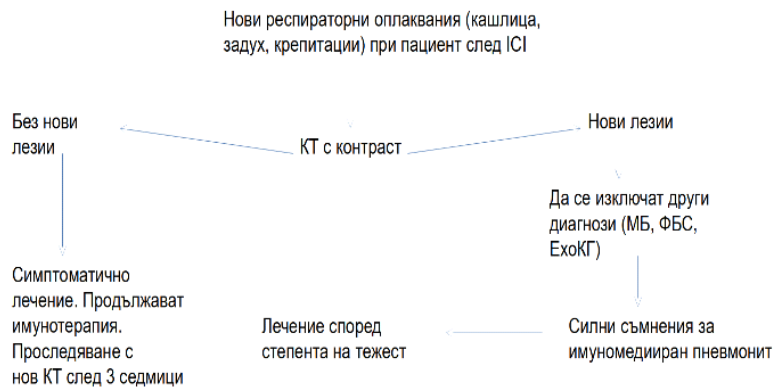 Нови респираторни оплаквания (кашлица,
задух, крепитации) при пациент след ICI
Без нови
лезии
КТ с контраст
Нови лезии
Да се изключат други
диагнози (МБ, ФБС,
ЕхоКГ)
Симптоматично
лечение. Продължават
имунотерапия.
Проследяване с
нов КТ след 3 седмици
Лечение според
степента на тежест
Силни съмнения за
имуномедииран пневмонит